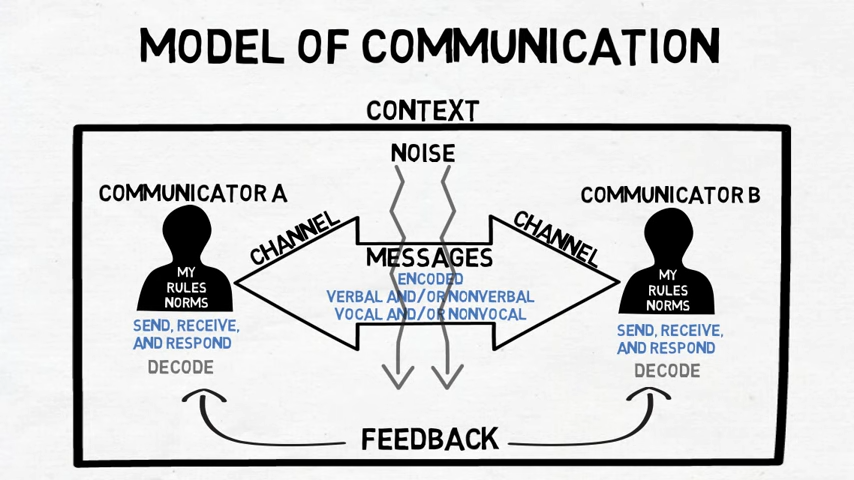 MODEL OF COMMUNICATION
CONTEXT
NOISE
COMMUNICATOR A
COMMUNICATOR B
CHANNEL
CHANNEL
MESSAGES
ENCODED
VERBAL AND/OR NONVERBAL
VOCAL AND/OR NONVOCAL
MY
RULES
NORMS
SEND, RECEIVE,
AND RESPOND
DECODE
MY
RULES
NORMS
SEND, RECEIVE,
AND RESPOND
DECODE
FEEDBACK